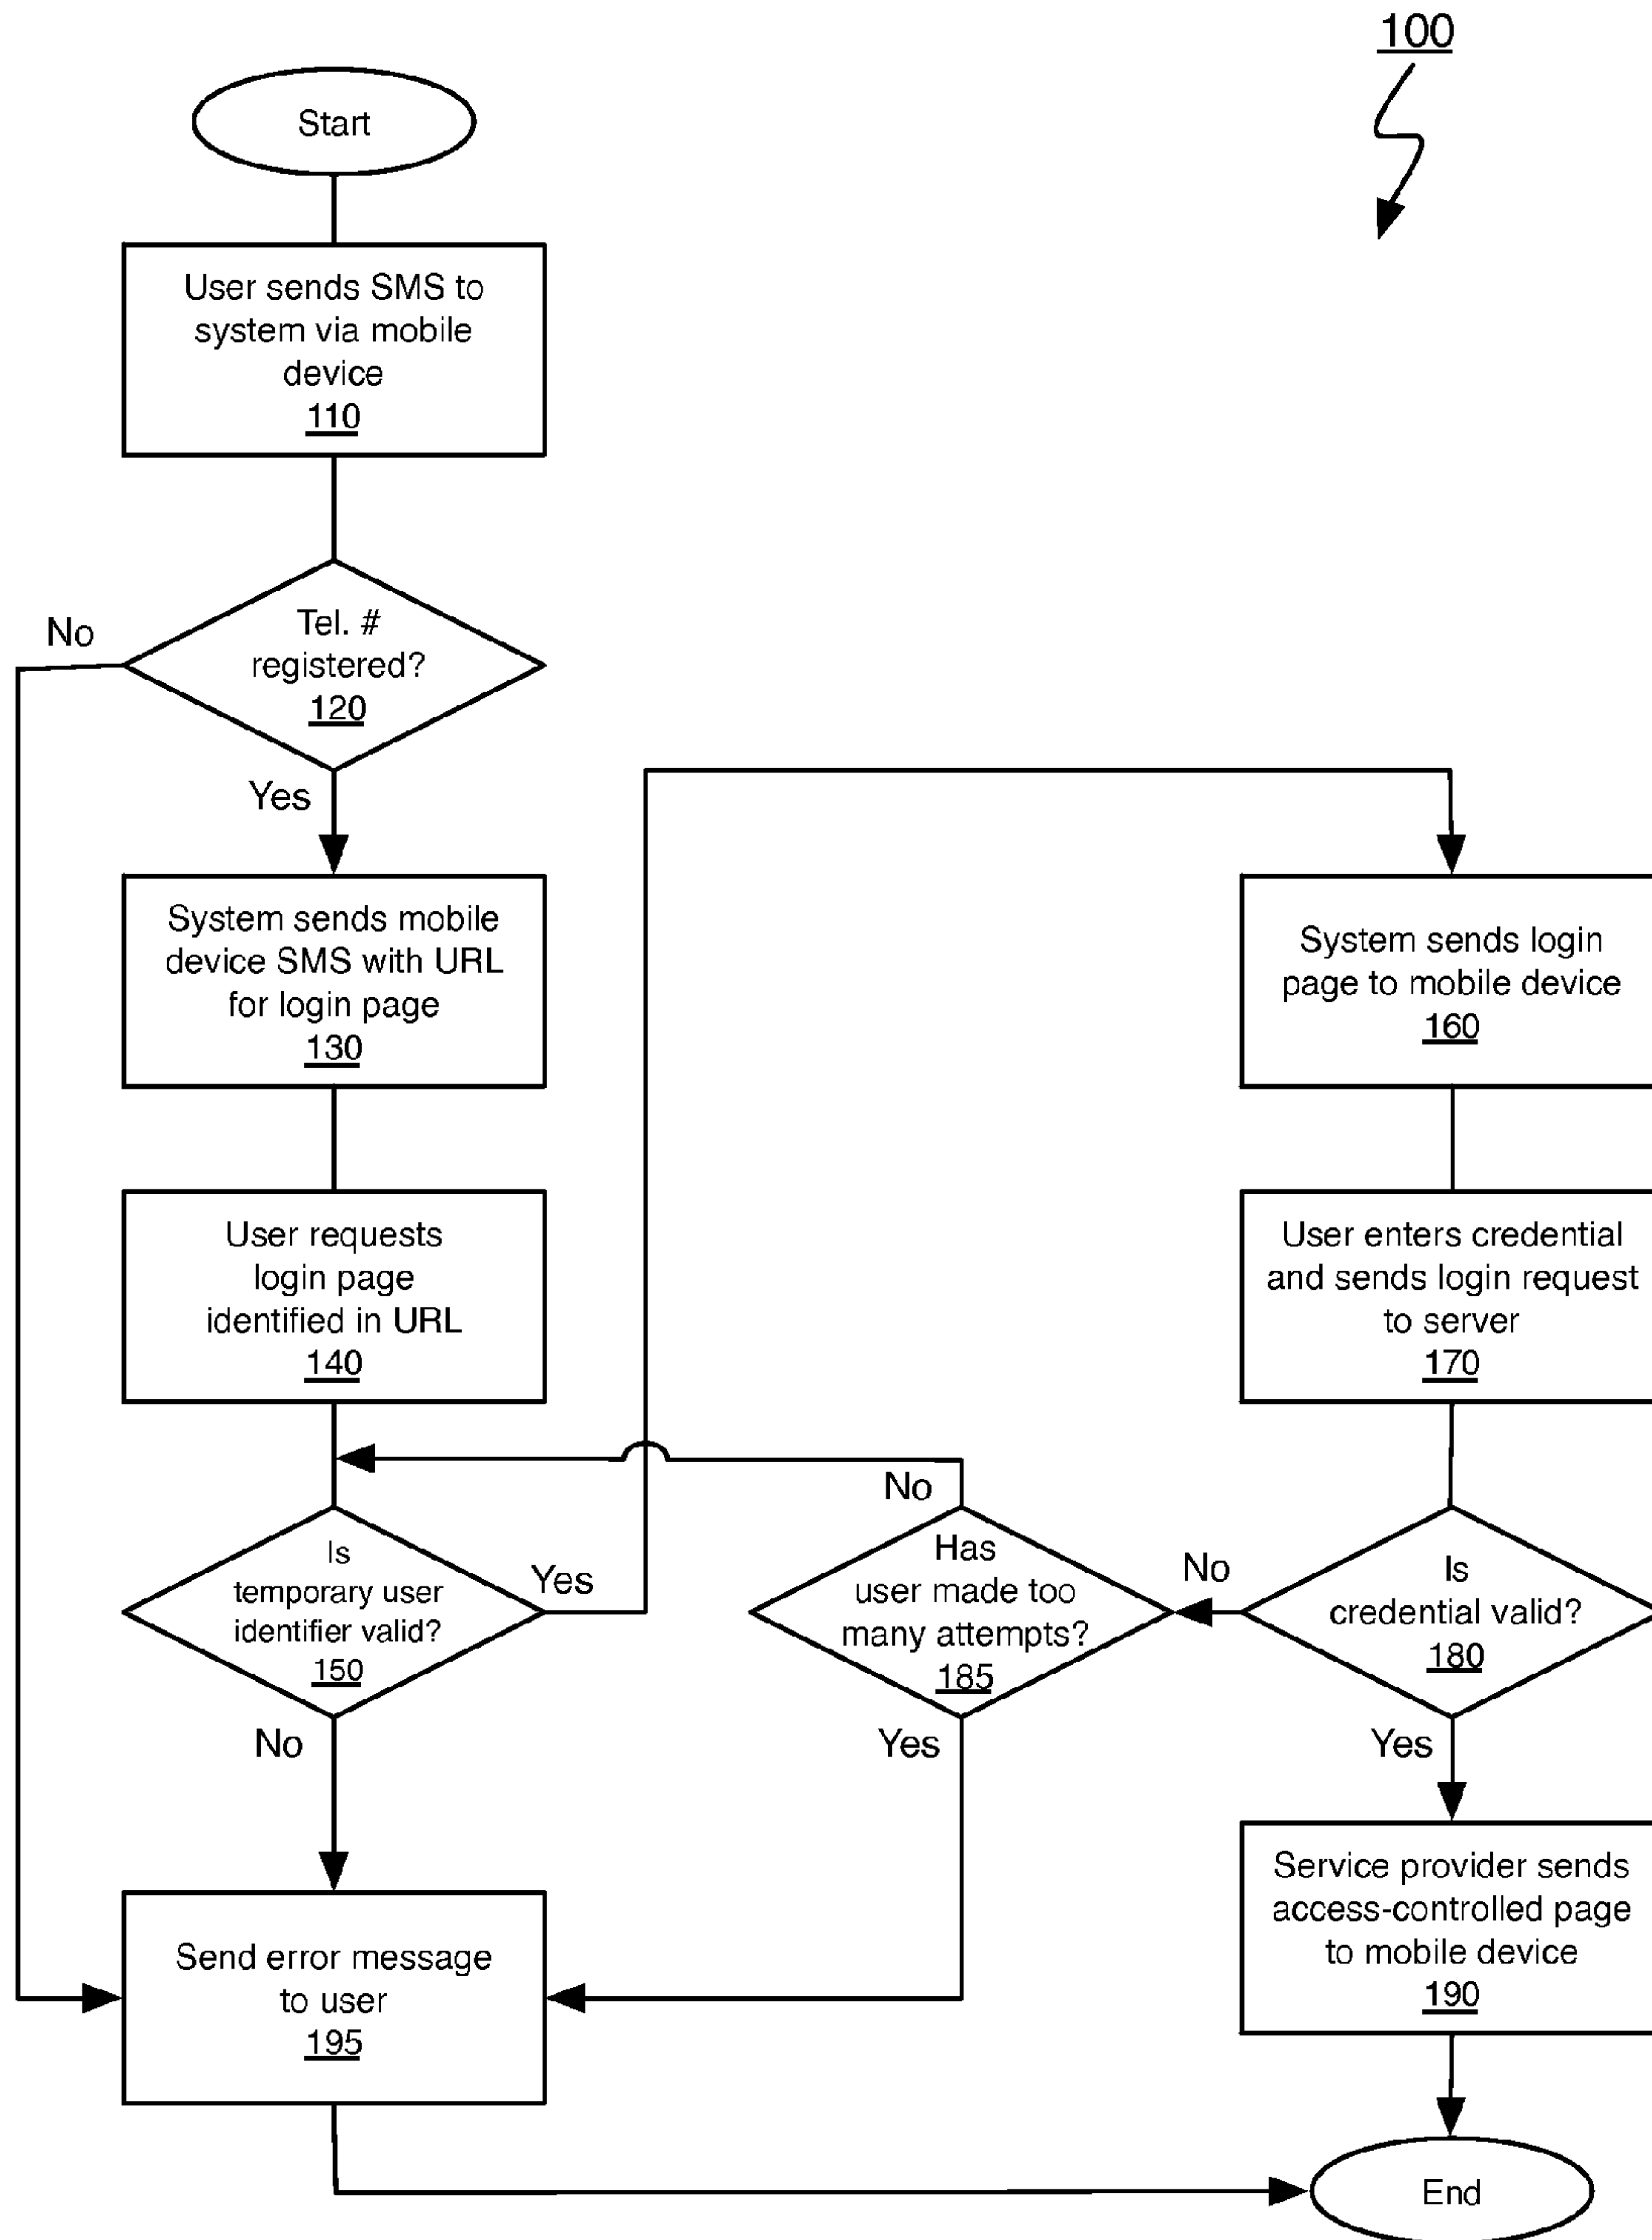 100
Start
User sends SMS to
system via mobile
device
110
Tel. #
registered?
120
No
Yes
System sends mobile
device SMS with URL
for login page
130
User requests
login page
identified in URL
140
Is
temporary user
identifier valid?
150
Yes
No
System sends login
page to mobile device
160
User enters credential
and sends login request
to server
170
Is
credential valid?
180
No
Yes
Has
user made too
many attempts?
185
No
Yes
Service provider sends
access-controlled page
to mobile device
190
Send error message
to user
195
End